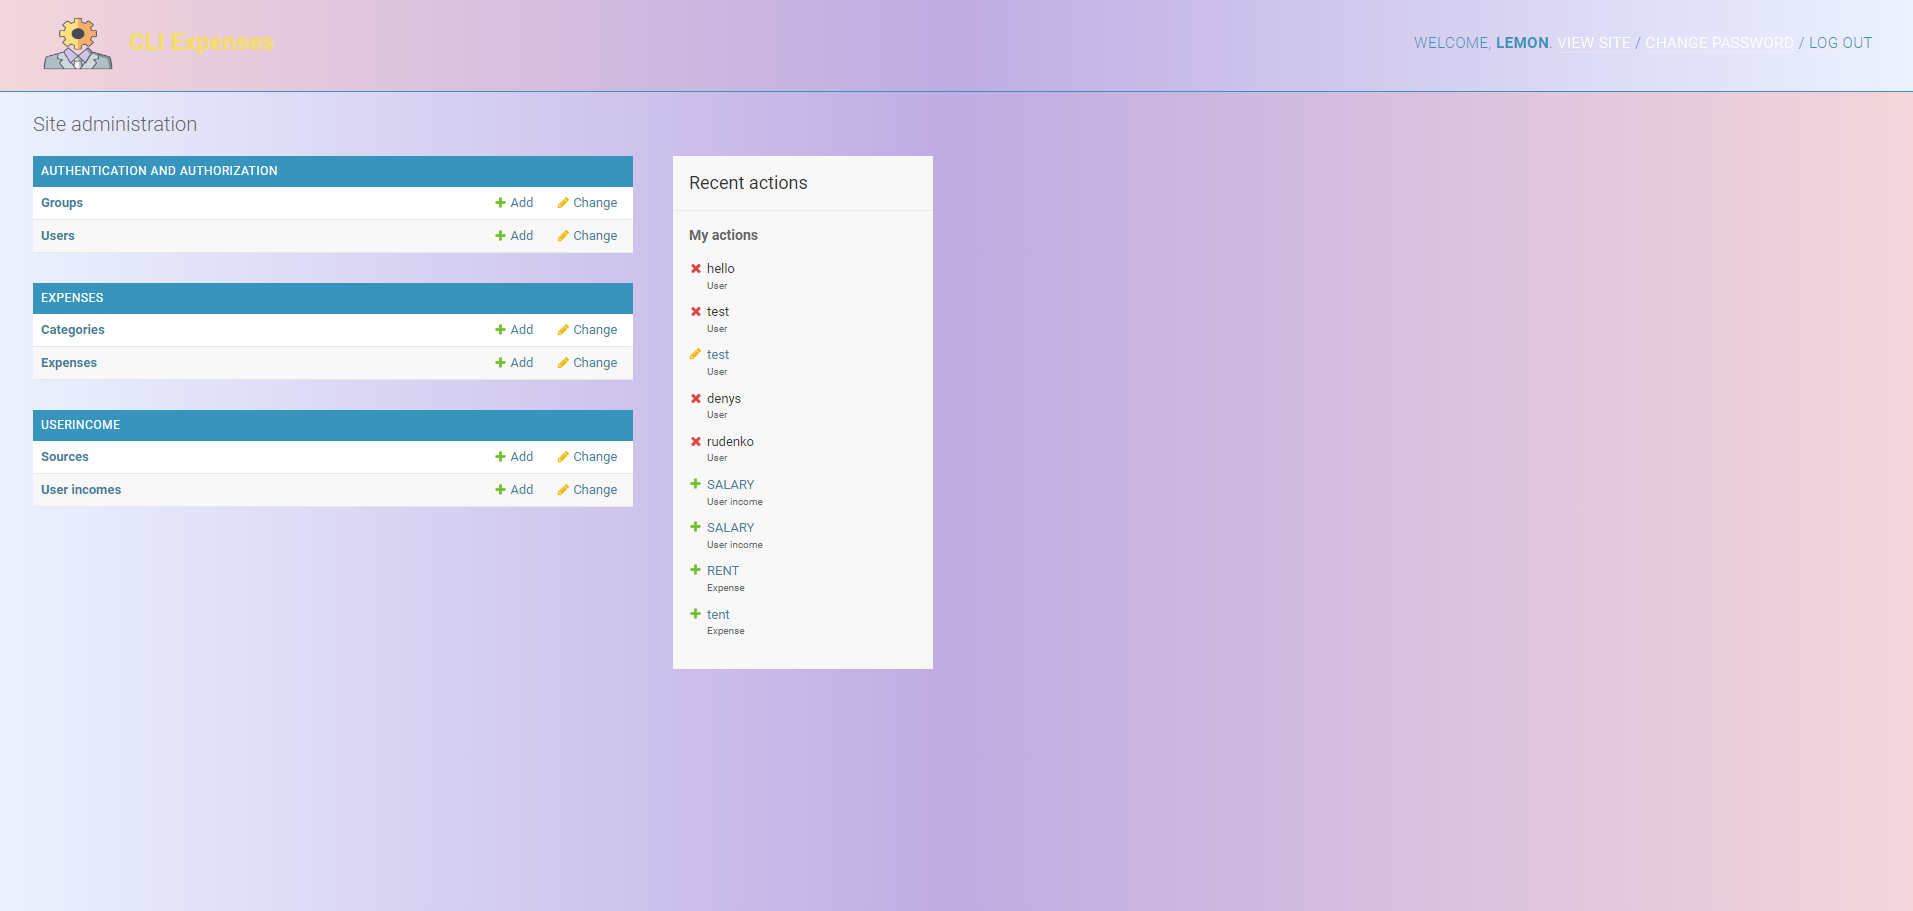 CLI Expenses
WELCOME, LEMON. VIEW SITE / CHANGE PASSWORD / LOG OUT
Site administration
AUTHENTICATION AND AUTHORIZATION
Groups Add Change
Users Add Change
EXPENSES
Categories Add Change
Expenses Add Change
USERINCOME
Sources Add Change
User incomes Add Change
Recent actions
My actions
hello
User
test
User
test
User
denys
User
rudenko
User
SALARY
User income
SALARY
User income
RENT
Expense
tent
Expense